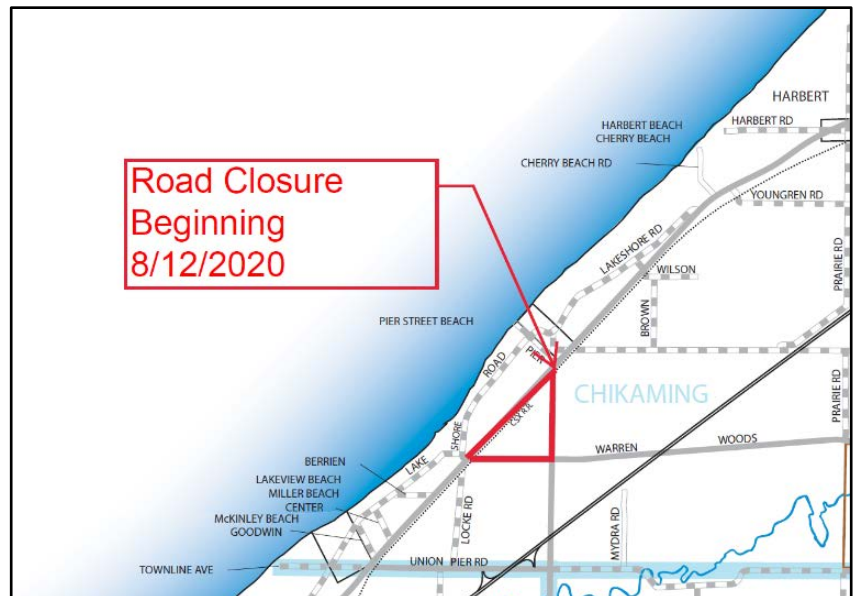 HARBERT
HARBERT RD
HARBERT BEACH
CHERRY BEACH
CHERRY BEACH RD
Road Closure
Beginning
8/12/2020
YOUNGREN RD
LAKESHORE RD
WILSON
PRAIRIE RD
BROWN
PIER STREET BEACH
PIER
ROAD
CSX R.R.
CHIKAMING
PRAIRIE RD
SHORE
WARREN
WOODS
LAKE
BERRIEN
LAKEVIEW BEACH
MILLER BEACH
CENTER
McKINLEY BEACH
GOODWIN
LOCKE RD
MYDRA RD
TOWNLINE AVE
UNION PIER RD